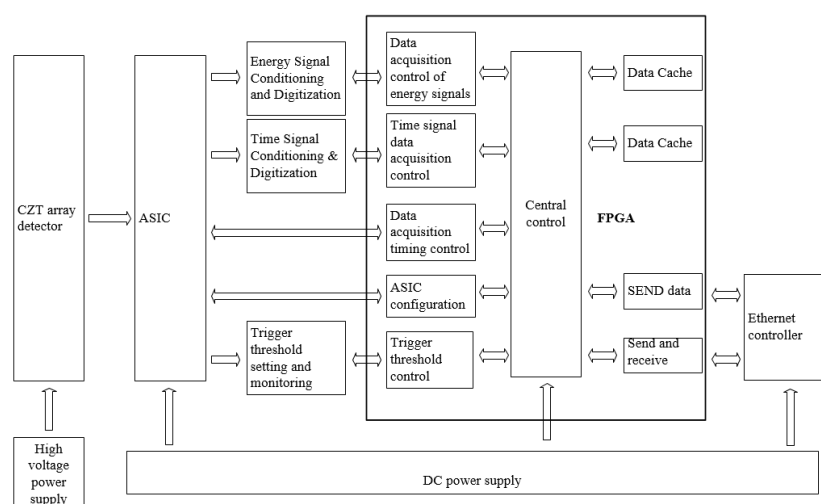 CZT array
detector
ASIC
Energy Signal
Conditioning
and Digitization
Time Signal
Conditioning &
Digitization
Trigger
threshold
setting and
monitoring
Data
acquisition
control of
energy signals
Time signal
data
acquisition
control
Data
acquisition
timing control
ASIC
configuration
Trigger
threshold
control
Central
control
FPGA
Data Cache
Data Cache
SEND data
Send and
receive
Ethernet
controller
High
voltage
power
supply
DC power supply